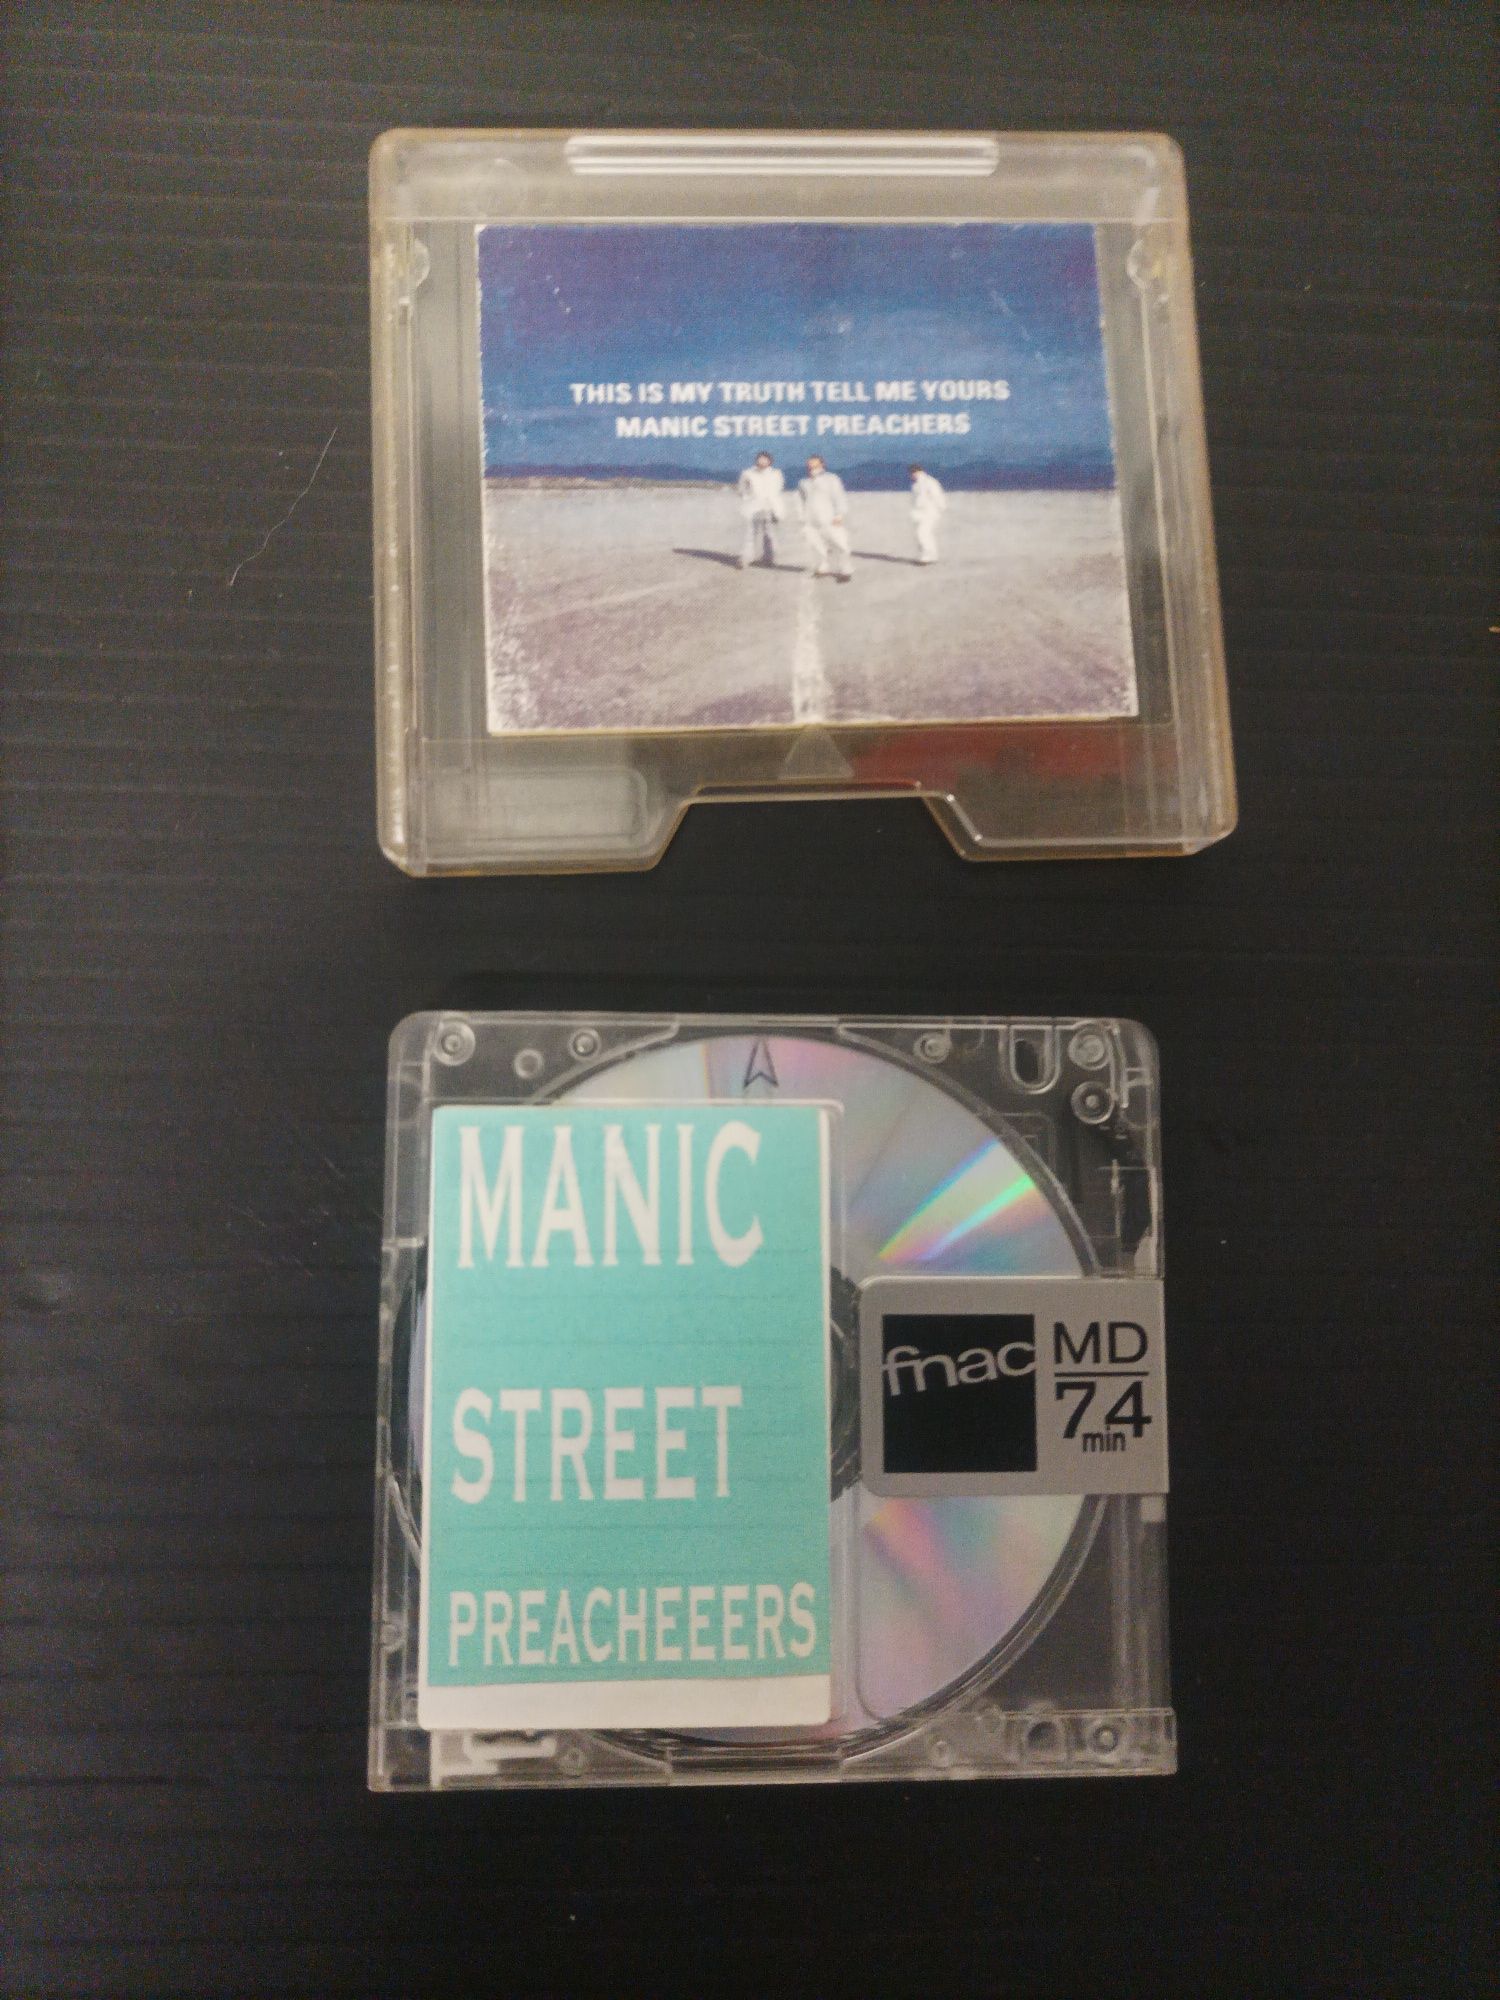 THIS IS MY TRUTH TELL ME YOURS
MANIC STREET PREACHERS
MANIC
STREET
PREACHEEERS
fnac
MD
74
min